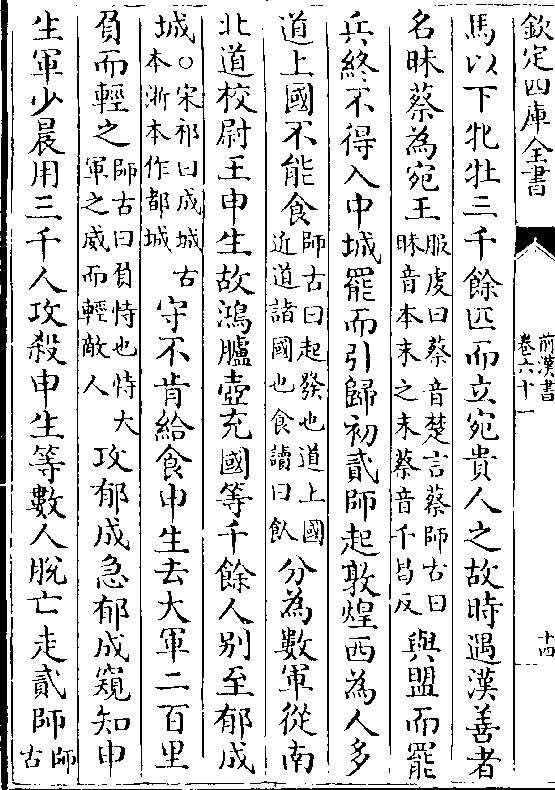 欽定四庫全書
前漢書
卷六十一
十四
馬以下牝牡三千餘匹而立宛貴人之故時遇漢善者
名昧蔡為宛王服虔曰蔡音楚言蔡師古曰昧音本末之末蔡音千曷反與盟而罷
兵終不得入中城罷而引歸初貳師起敦煌西為人多
道上國不能食師古曰起發也道上國近道諸國也食讀曰飤分為數軍從南
北道校尉王申生故鴻臚壺充國等千餘人别至郁成
城○宋祁曰成城古本浙本作都城守不肯給食申生去大軍二百里
負而輕之師古曰負恃也恃大軍之威而輕敵人攻郁成急郁成窺知申
生軍少晨用三千人攻殺申生等數人脫亡走貳師師古